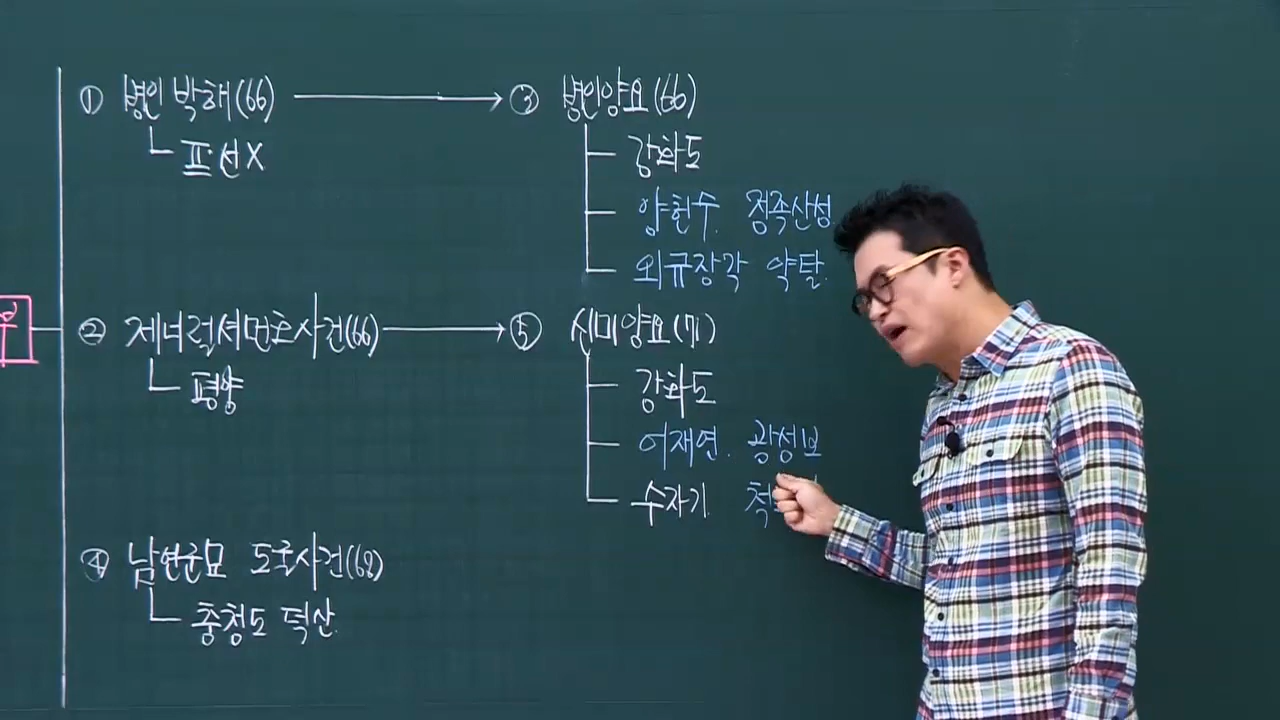 ① 병인박해(66)
프. 선X
② 제너럴셔먼호사건(66)
평양
④ 남연군묘 도굴사건(68)
충청도 덕산.
③ 병인양요(66)
강화도
양헌수. 정족산성
외규장각 약탈.
⑤ 신미양요(71)
강화도
어재연. 광성보
수자기. 척